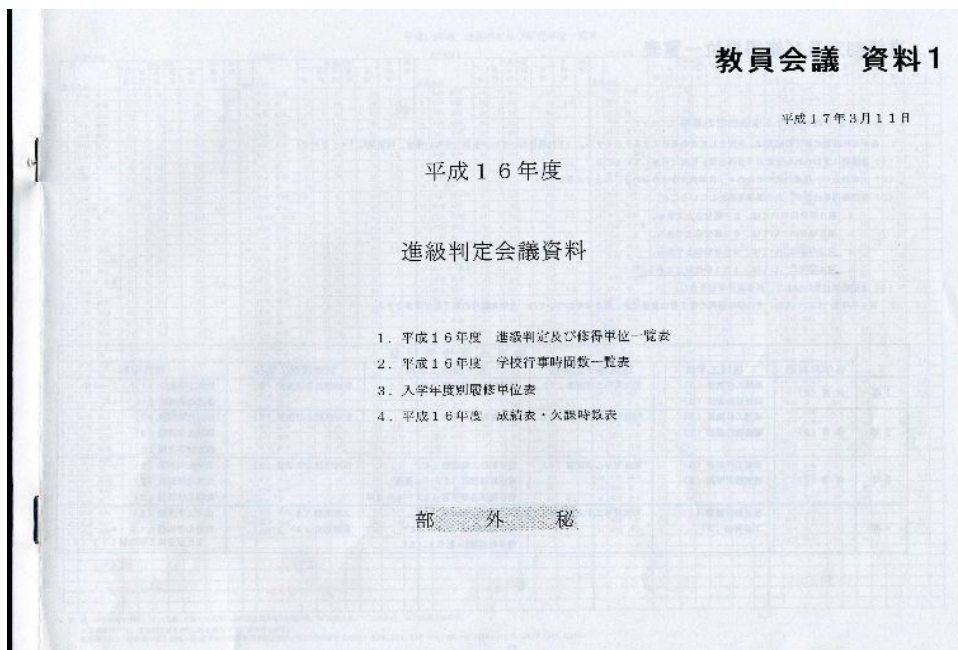 教員会議 資料1
平成17年3月11日
平成16年度
進級判定会議資料
1. 平成16年度 進級判定及び修得単位一覧表
2. 平成16年度 学校行事時間数一覧表
3. 入学年度別履修単位表
4. 平成16年度 成績表・欠課時数表
部外秘